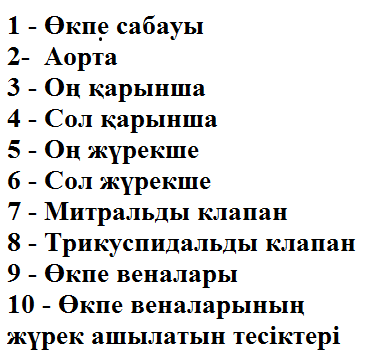 1 - Өкпе сабауы
2-  Аорта
3 - Оң қарынша
4 - Сол қарынша
5 - Оң жүрекше
6 - Сол жүрекше
7 - Митральды клапан
8 - Трикуспидальды клапан
9 - Өкпе веналары
10 - Өкпе веналарының
жүрек ашылатын тесіктері